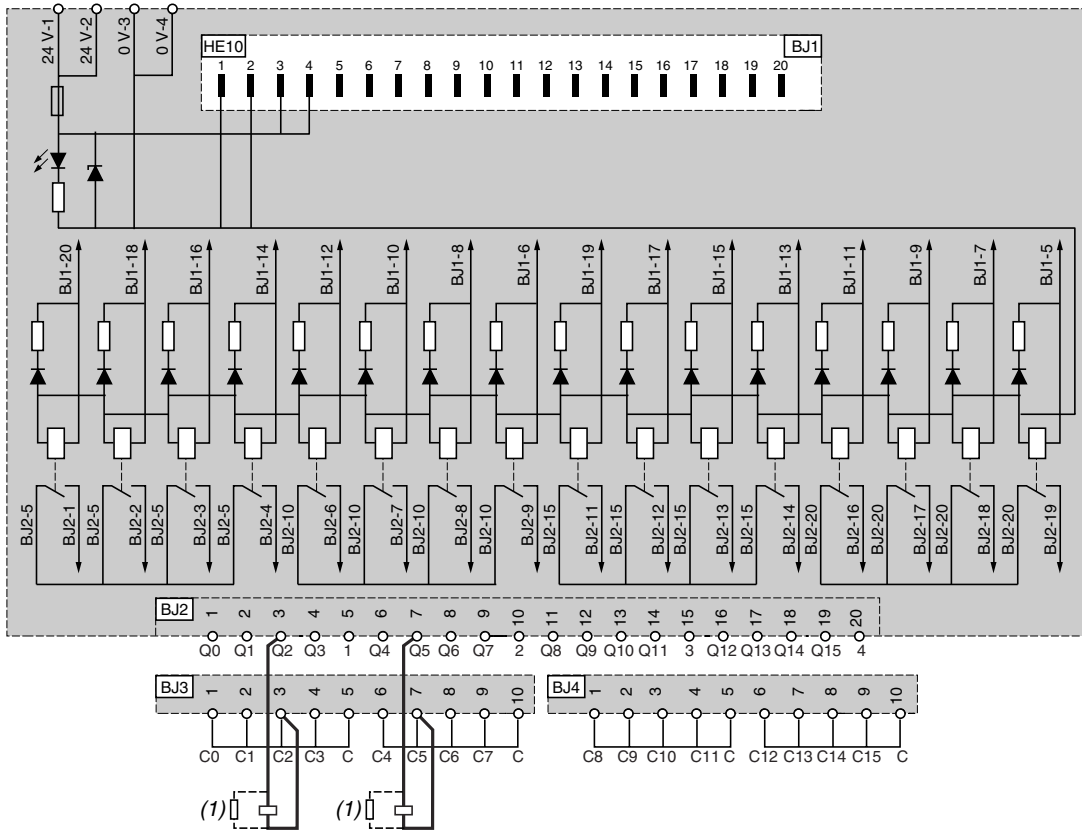 24 V-1 24 V-2 0 V-3 0 V-4
HE10 BJ1
1 2 3 4 5 6 7 8 9 10 11 12 13 14 15 16 17 18 19 20
BJ1-20 BJ1-18 BJ1-16 BJ1-14 BJ1-12 BJ1-10 BJ1-8 BJ1-6 BJ1-19 BJ1-17 BJ1-15 BJ1-13 BJ1-11 BJ1-9 BJ1-7 BJ1-5
BJ2-5 BJ2-1 BJ2-5 BJ2-2 BJ2-5 BJ2-3 BJ2-5 BJ2-4 BJ2-10 BJ2-6 BJ2-10 BJ2-7 BJ2-10 BJ2-8 BJ2-10 BJ2-9 BJ2-15 BJ2-11 BJ2-15 BJ2-12 BJ2-15 BJ2-13 BJ2-15 BJ2-14 BJ2-20 BJ2-16 BJ2-20 BJ2-17 BJ2-20 BJ2-18 BJ2-20 BJ2-19
BJ2 1 2 3 4 5 6 7 8 9 10 11 12 13 14 15 16 17 18 19 20
Q0 Q1 Q2 Q3 1 Q4 Q5 Q6 Q7 2 Q8 Q9 Q10 Q11 3 Q12 Q13 Q14 Q15 4
BJ3 1 2 3 4 5 6 7 8 9 10 BJ4 1 2 3 4 5 6 7 8 9 10
C0 C1 C2 C3 C C4 C5 C6 C7 C C8 C9 C10 C11 C C12 C13 C14 C15 C
(1) (1)